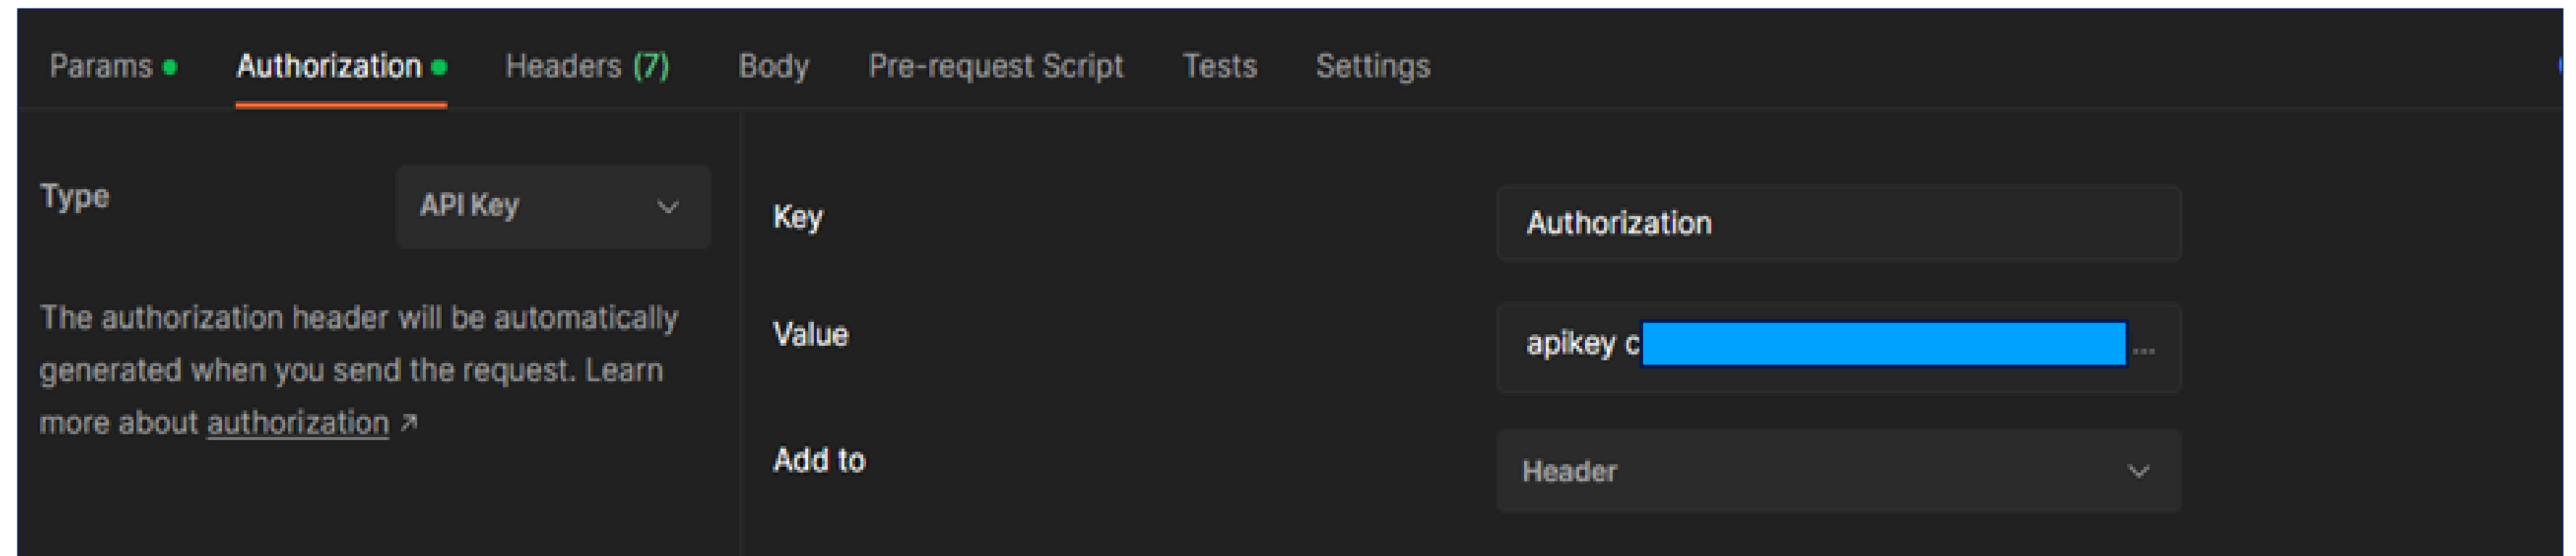 Params Authorization Headers (7) Body Pre-request Script Tests Settings
Type
API Key
The authorization header will be automatically
generated when you send the request. Learn
more about authorization ↗
Key
Authorization
Value
apikey c ...
Add to
Header